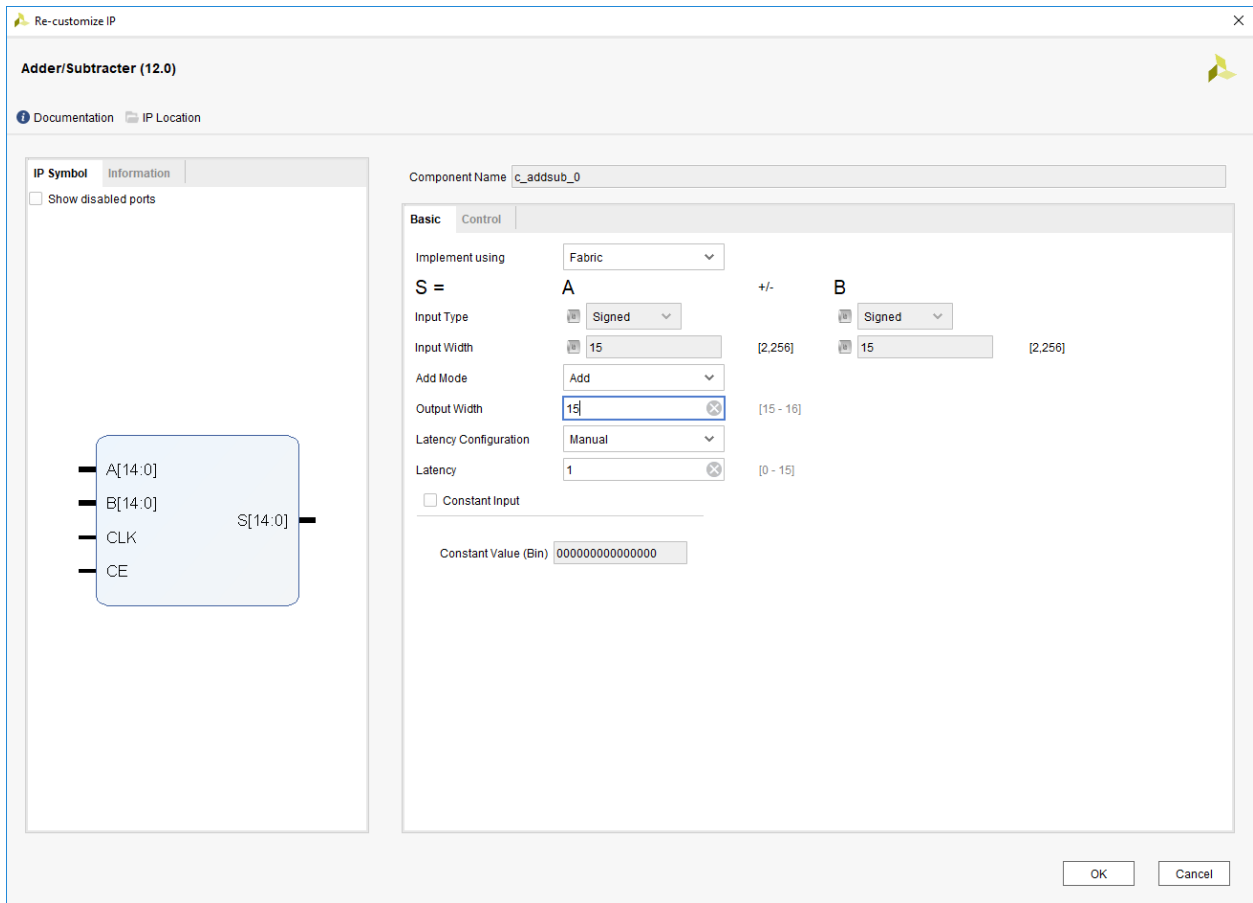 Re-customize IP
Adder/Subtracter (12.0)
Documentation IP Location
IP Symbol Information
Show disabled ports
A[14:0]
B[14:0]
CLK
CE
S[14:0]
Component Name c_addsub_0
Basic Control
Implement using Fabric
S = A +/- B
Input Type Signed Signed
Input Width 15 [2,256] 15 [2,256]
Add Mode Add
Output Width 15 [15 - 16]
Latency Configuration Manual
Latency 1 [0 - 15]
Constant Input
Constant Value (Bin) 000000000000000
OK Cancel